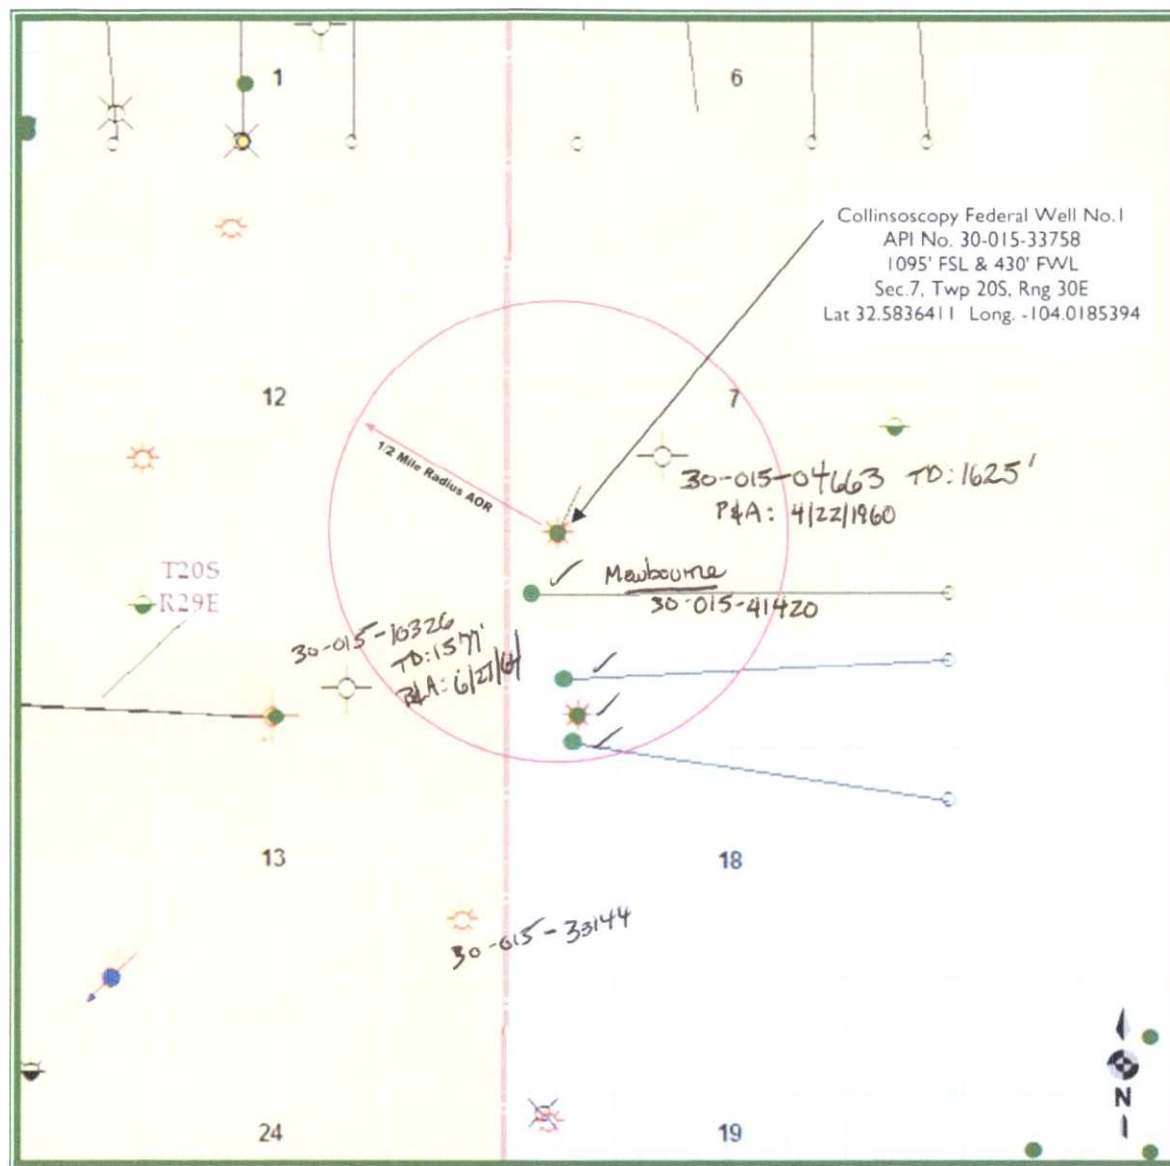 1
6
Collinsoscopy Federal Well No.1
API No. 30-015-33758
1095' FSL & 430' FWL
Sec.7, Twp 20S, Rng 30E
Lat 32.5836411 Long. -104.0185394
12
7
1/2 Mile Radius AOR
30-015-04663 TD: 1625'
P&A: 4/22/1960
T20S
R29E
Mewbourne
30-015-41420
30-015-10326
TD: 1577'
P&A: 6/27/61
13
18
30-015-33144
24
19
N